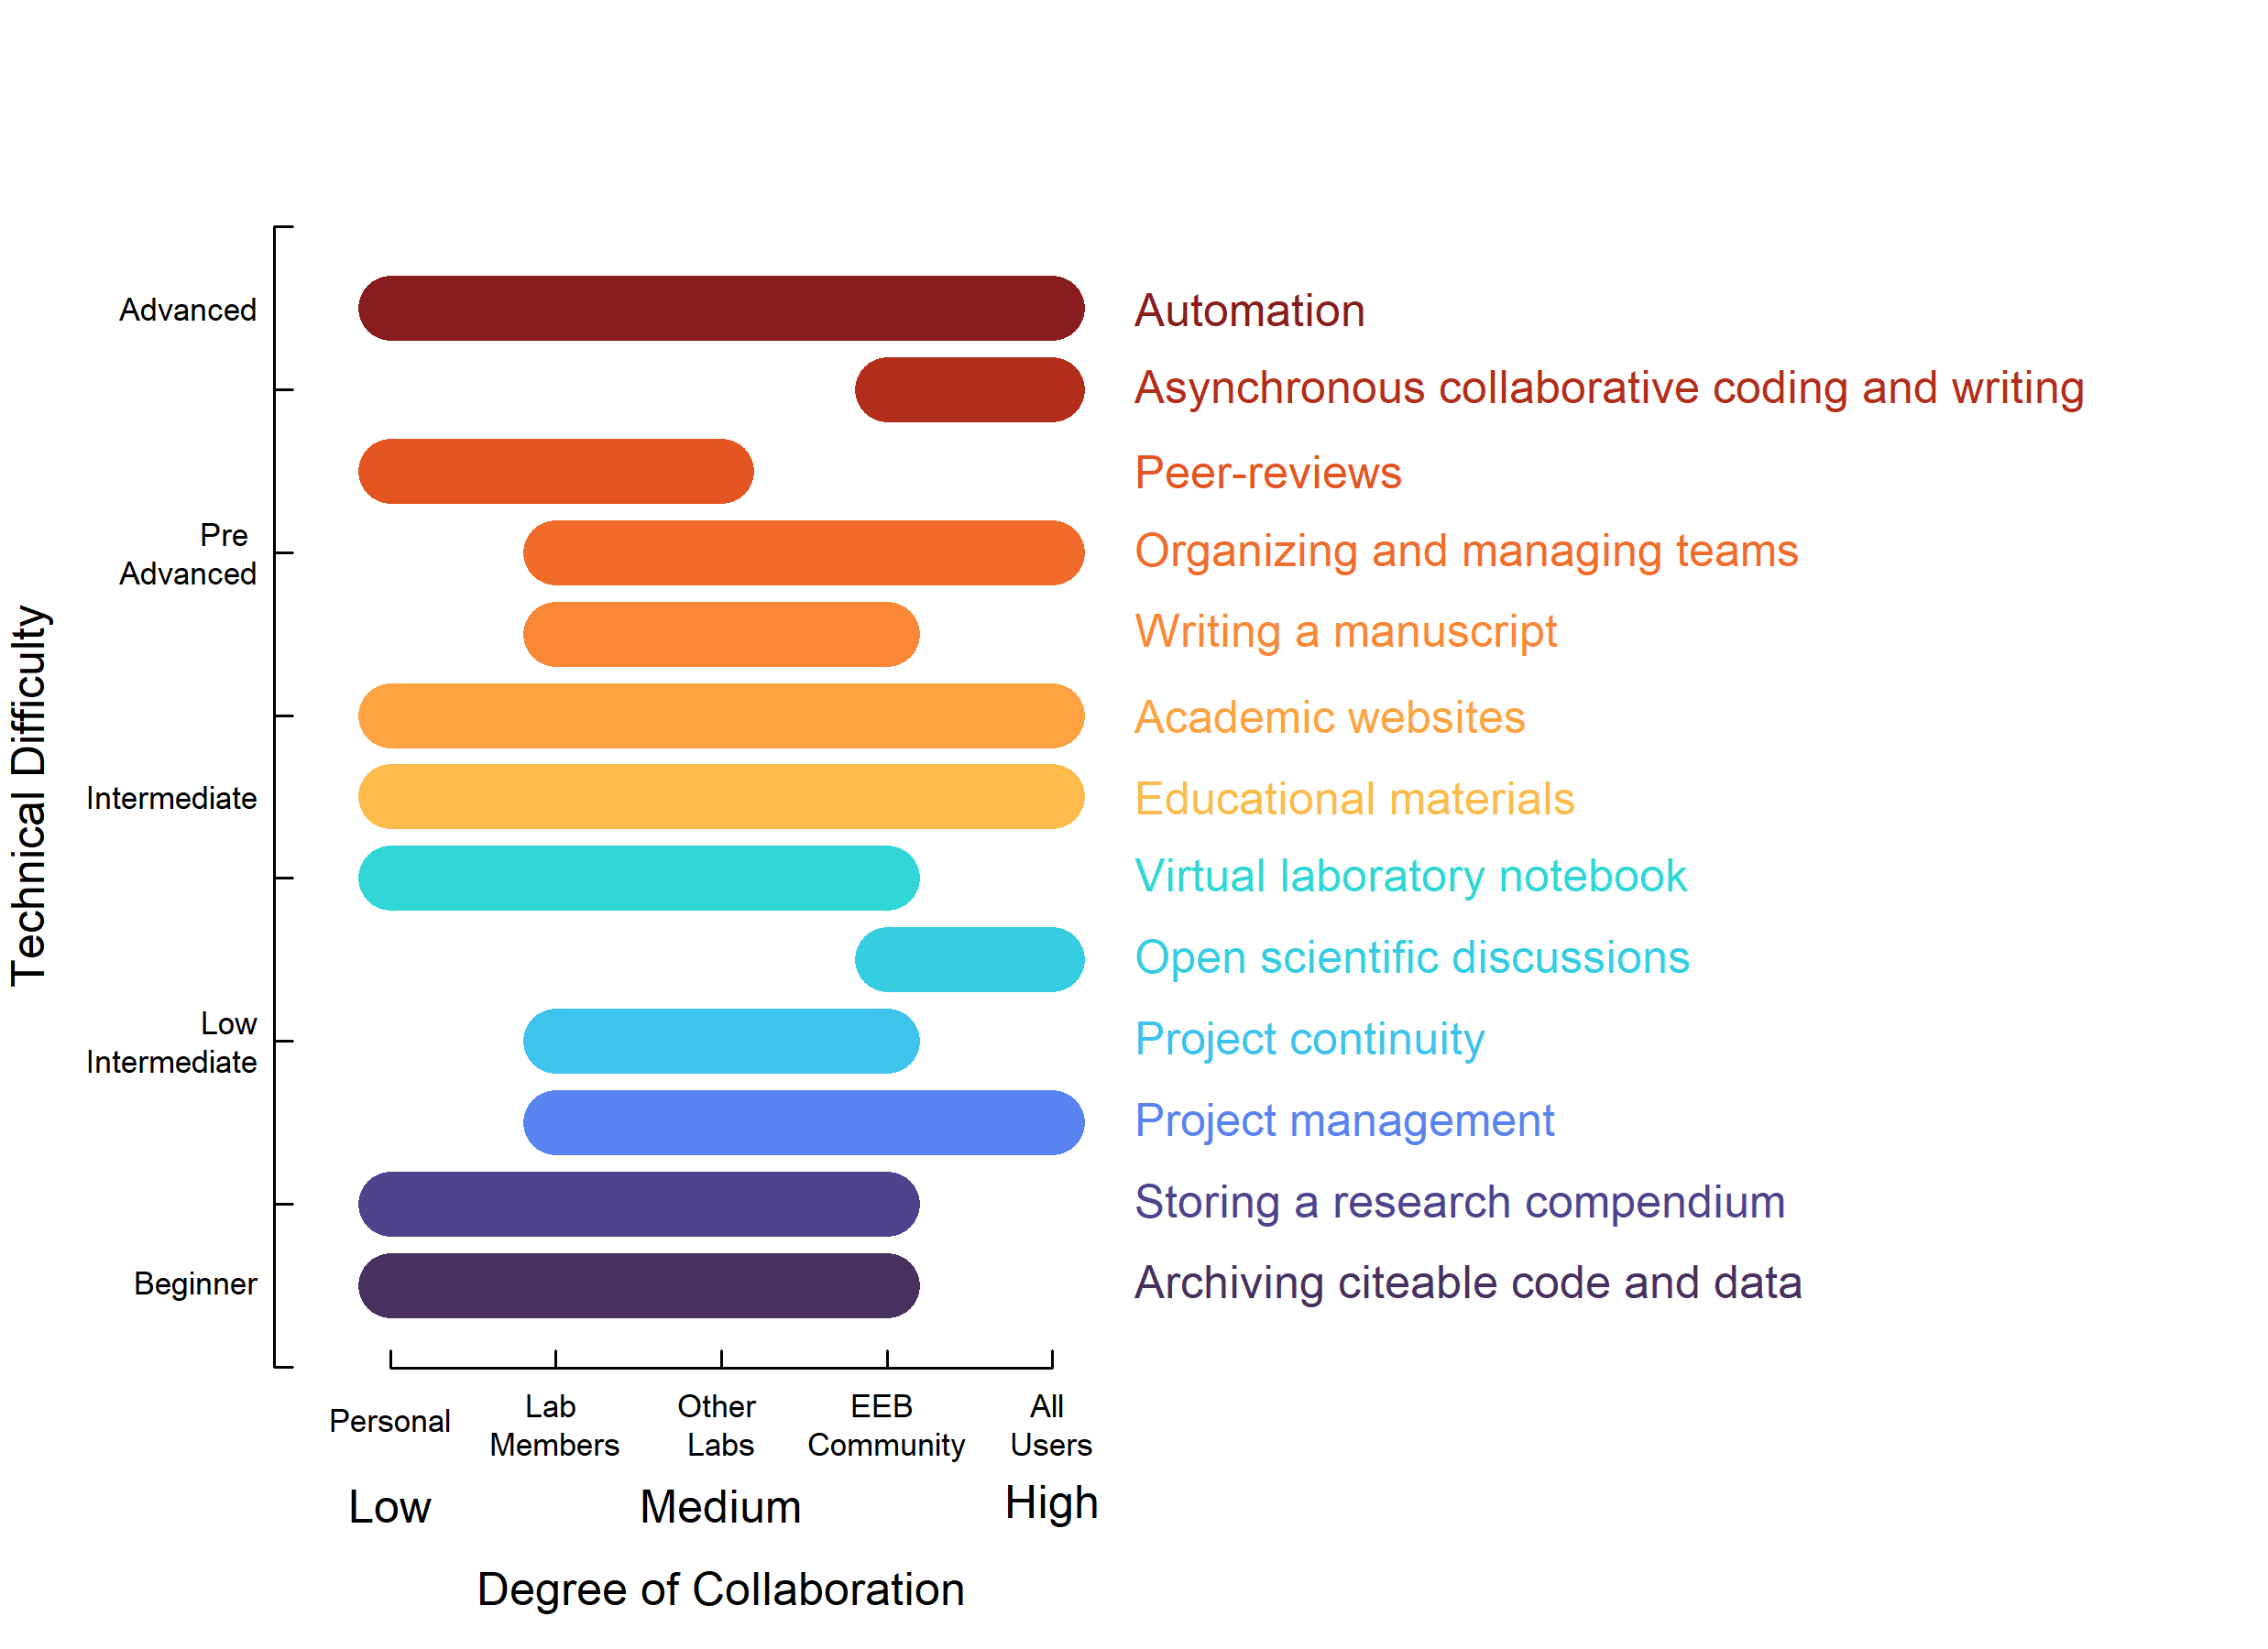 Technical Difficulty
Advanced
Pre
Advanced
Intermediate
Low
Intermediate
Beginner
Automation
Asynchronous collaborative coding and writing
Peer-reviews
Organizing and managing teams
Writing a manuscript
Academic websites
Educational materials
Virtual laboratory notebook
Open scientific discussions
Project continuity
Project management
Storing a research compendium
Archiving citeable code and data
Personal
Lab
Members
Other
Labs
EEB
Community
All
Users
Low
Medium
High
Degree of Collaboration